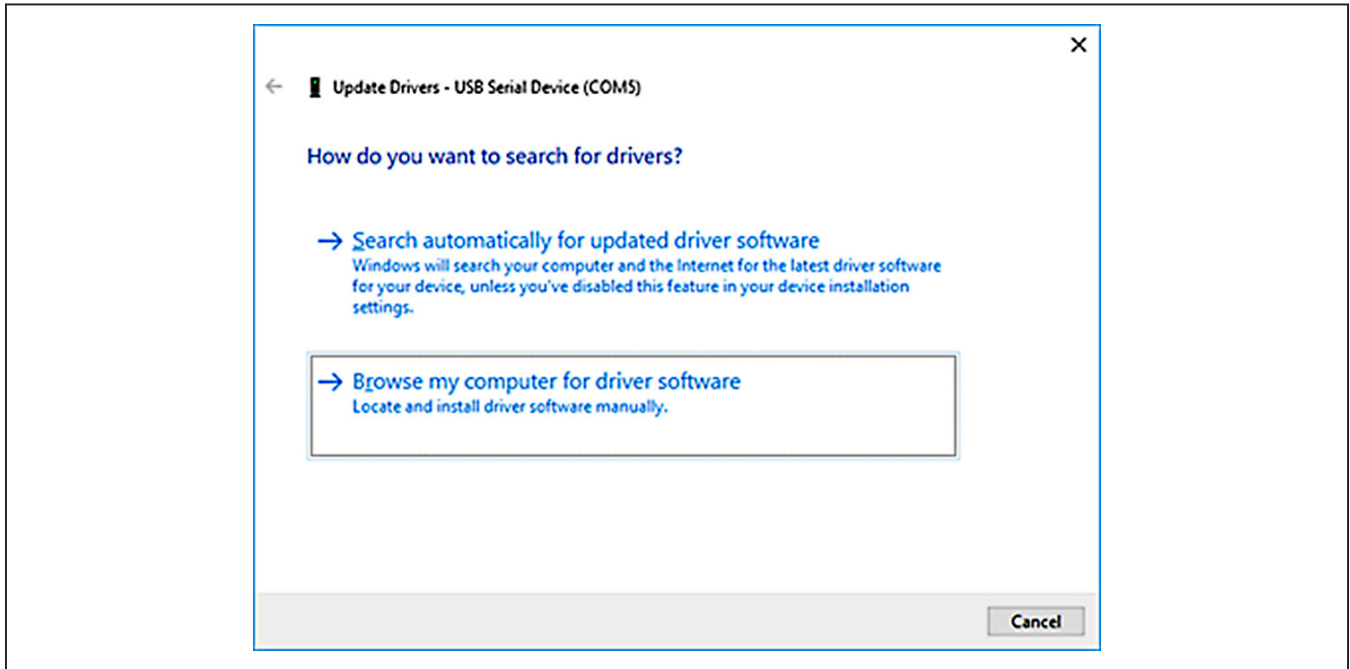 Update Drivers - USB Serial Device (COM5)
How do you want to search for drivers?
Search automatically for updated driver software
Windows will search your computer and the Internet for the latest driver software
for your device, unless you've disabled this feature in your device installation
settings.
Browse my computer for driver software
Locate and install driver software manually.
Cancel